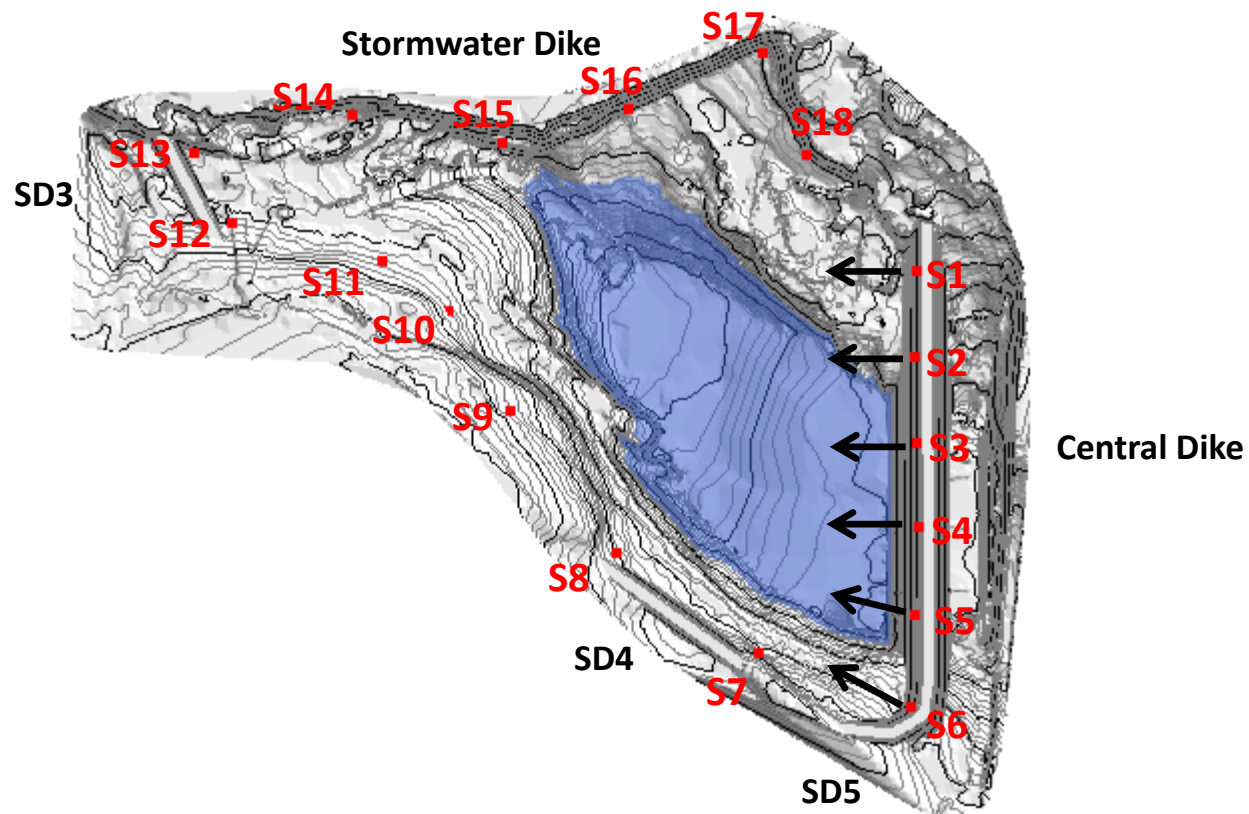 S17
Stormwater Dike
S16
S14
S15
S18
S13
SD3
S12
S1
S11
S10
S2
S9
S3
Central Dike
S4
S8
S5
SD4
S7
S6
SD5